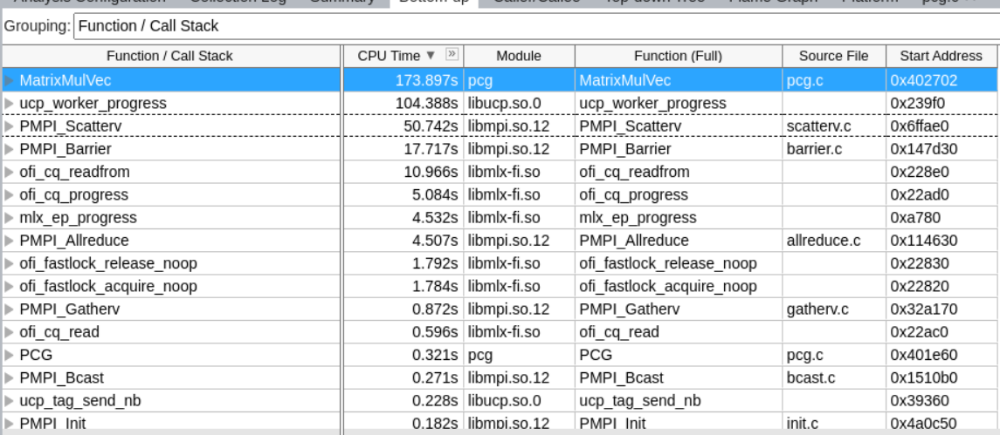 Analysis Configuration Collection Log Summary Bottom-up Caller/Callee Top-down Tree Flame Graph Platform pcg.c
Grouping: Function / Call Stack
Function / Call Stack CPU Time ▼ » Module Function (Full) Source File Start Address
MatrixMulVec 173.897s pcg MatrixMulVec pcg.c 0x402702
ucp_worker_progress 104.388s libucp.so.0 ucp_worker_progress 0x239f0
PMPI_Scatterv 50.742s libmpi.so.12 PMPI_Scatterv scatterv.c 0x6ffae0
PMPI_Barrier 17.717s libmpi.so.12 PMPI_Barrier barrier.c 0x147d30
ofi_cq_readfrom 10.966s libmlx-fi.so ofi_cq_readfrom 0x228e0
ofi_cq_progress 5.084s libmlx-fi.so ofi_cq_progress 0x22ad0
mlx_ep_progress 4.532s libmlx-fi.so mlx_ep_progress 0xa780
PMPI_Allreduce 4.507s libmpi.so.12 PMPI_Allreduce allreduce.c 0x114630
ofi_fastlock_release_noop 1.792s libmlx-fi.so ofi_fastlock_release_noop 0x22830
ofi_fastlock_acquire_noop 1.784s libmlx-fi.so ofi_fastlock_acquire_noop 0x22820
PMPI_Gatherv 0.872s libmpi.so.12 PMPI_Gatherv gatherv.c 0x32a170
ofi_cq_read 0.596s libmlx-fi.so ofi_cq_read 0x22ac0
PCG 0.321s pcg PCG pcg.c 0x401e60
PMPI_Bcast 0.271s libmpi.so.12 PMPI_Bcast bcast.c 0x1510b0
ucp_tag_send_nb 0.228s libucp.so.0 ucp_tag_send_nb 0x39360
PMPI_Init 0.182s libmpi.so.12 PMPI_Init init.c 0x4a0c50